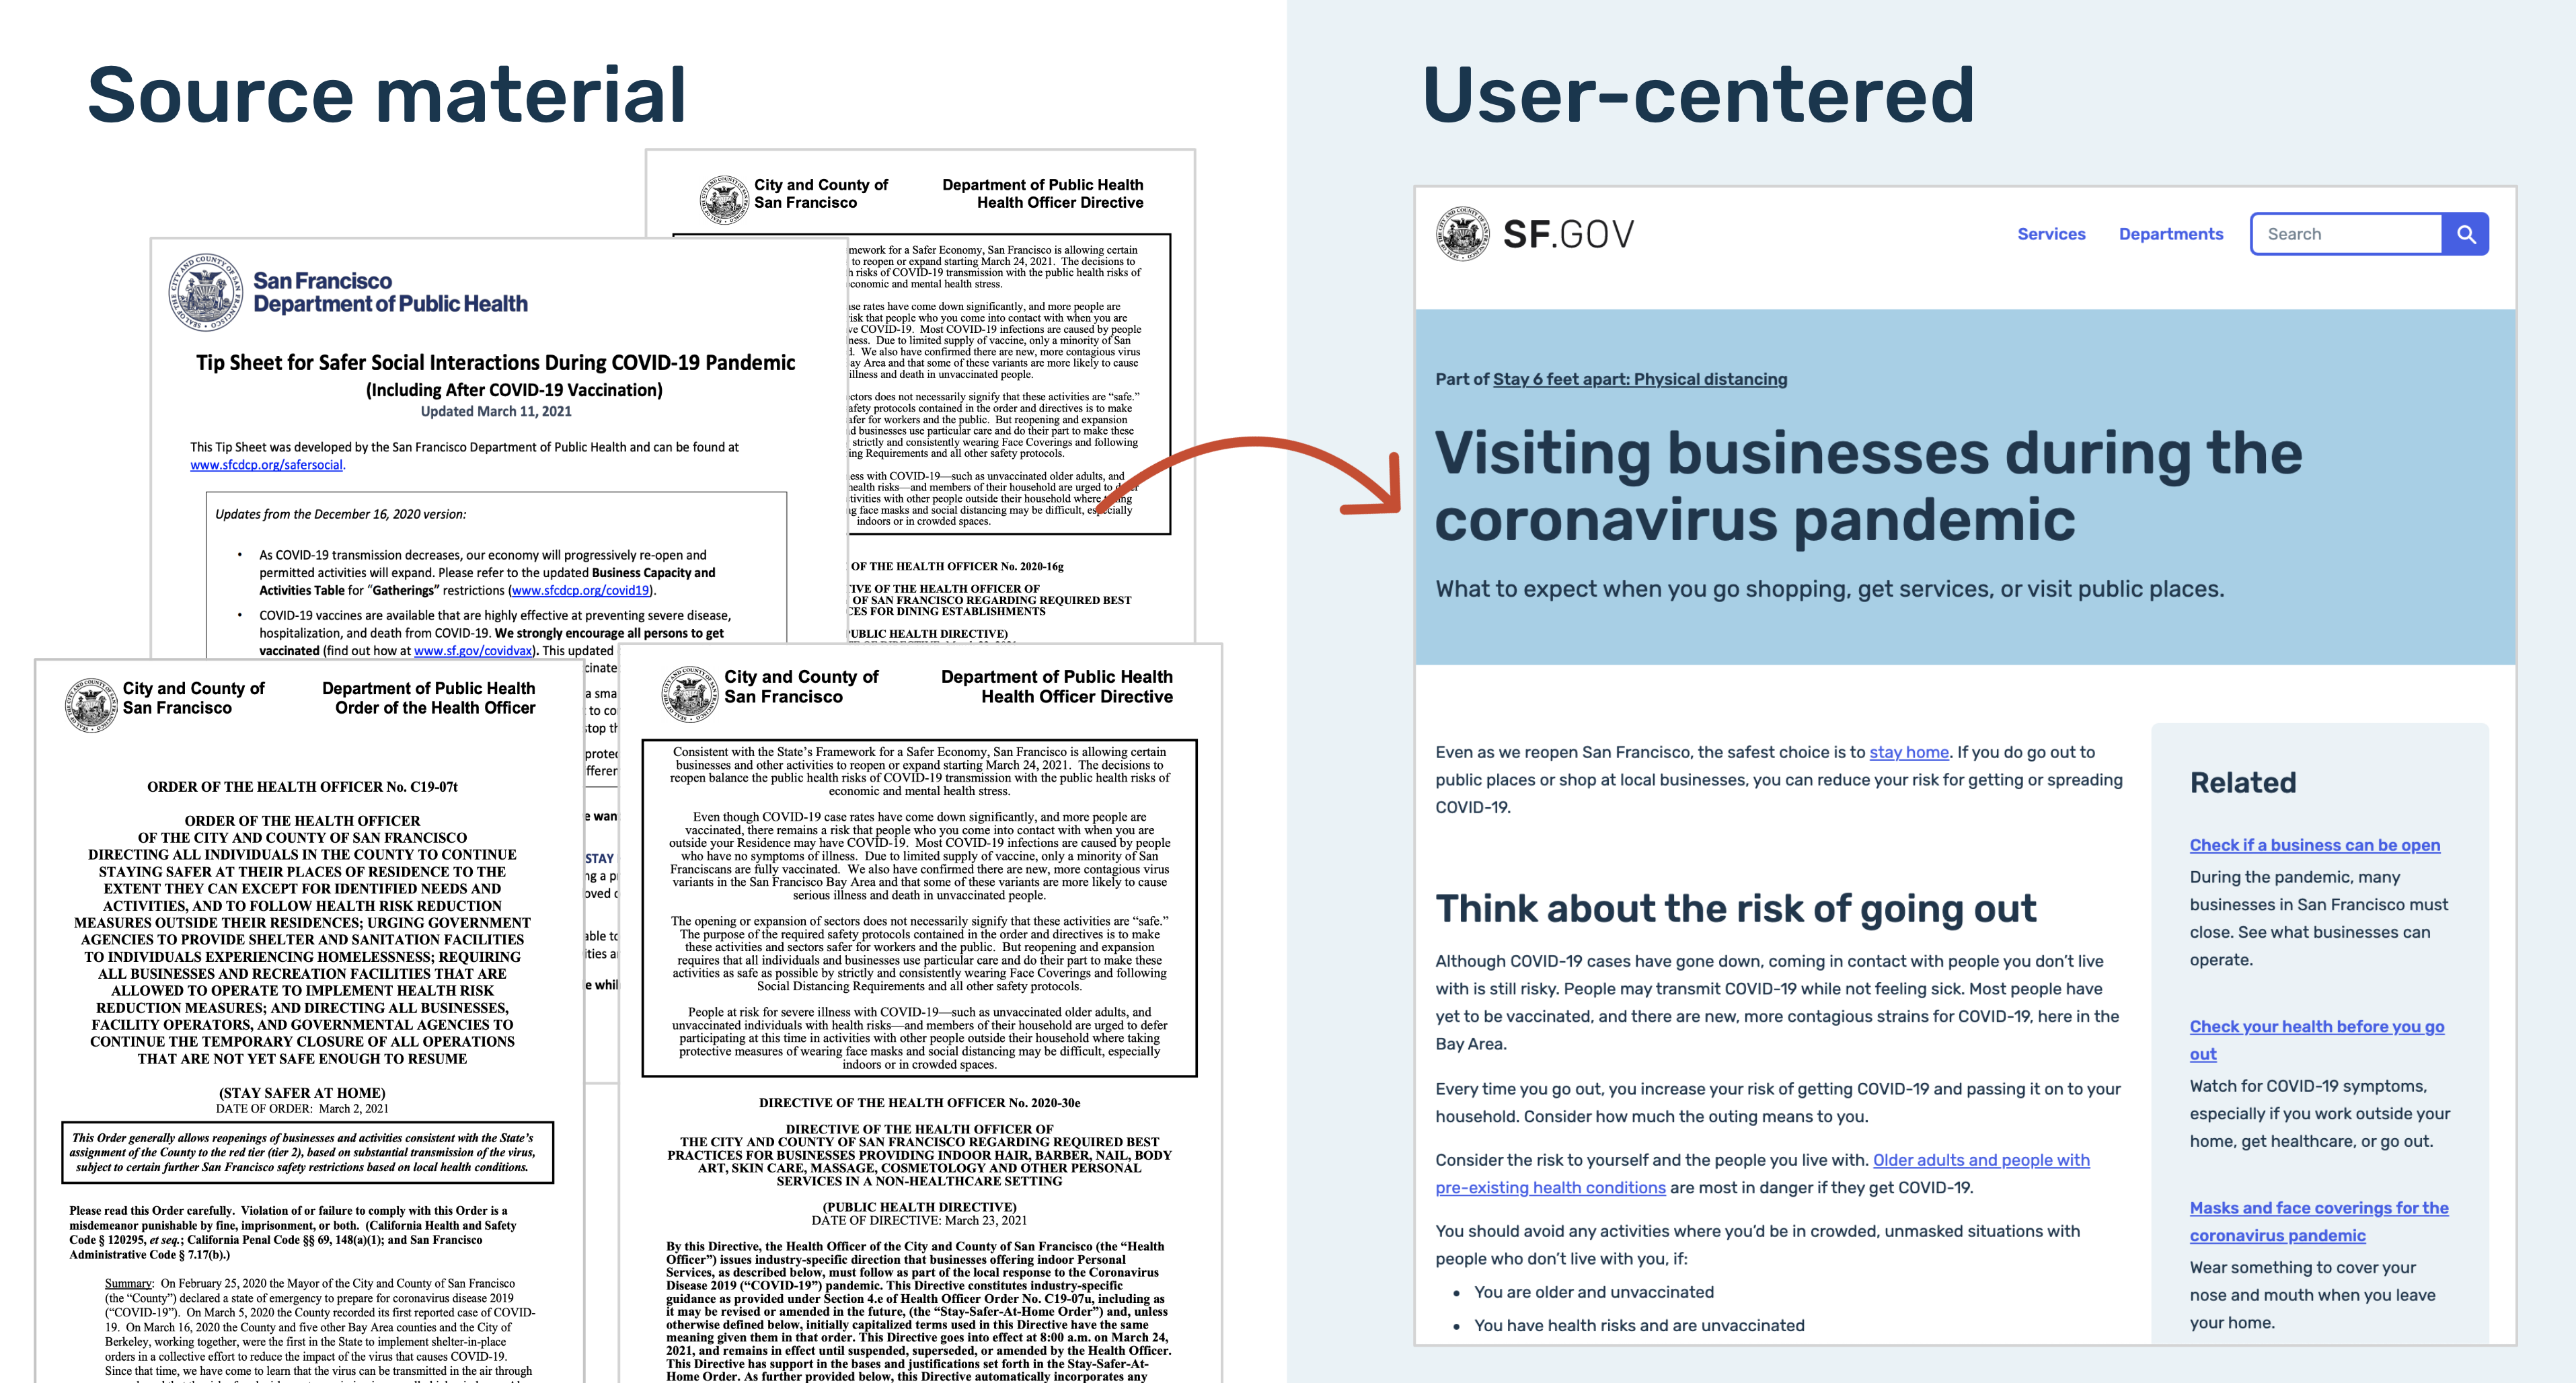 Source material
City and County of
San Francisco
Department of Public Health
Health Officer Directive
mework for a Safer Economy, San Francisco is allowing certain
to reopen or expand starting March 24, 2021. The decisions to
h risks of COVID-19 transmission with the public health risks of
conomic and mental health stress.
ase rates have come down significantly, and more people are
risk that people who you come into contact with when you are
ve COVID-19. Most COVID-19 infections are caused by people
ness. Due to limited supply of vaccine, only a minority of San
d. We also have confirmed there are new, more contagious virus
ay Area and that some of these variants are more likely to cause
illness and death in unvaccinated people.
ectors does not necessarily signify that these activities are “safe.”
afety protocols contained in the order and directives is to make
afer for workers and the public. But reopening and expansion
d businesses use particular care and do their part to make these
strictly and consistently wearing Face Coverings and following
ing Requirements and all other safety protocols.
ess with COVID-19—such as unvaccinated older adults, and
ealth risks—and members of their household are urged to defer
tivities with other people outside their household where taking
g face masks and social distancing may be difficult, especially
indoors or in crowded spaces.
OF THE HEALTH OFFICER No. 2020-16g
IVE OF THE HEALTH OFFICER OF
OF SAN FRANCISCO REGARDING REQUIRED BEST
CES FOR DINING ESTABLISHMENTS
PUBLIC HEALTH DIRECTIVE)
San Francisco
Department of Public Health
Tip Sheet for Safer Social Interactions During COVID-19 Pandemic
(Including After COVID-19 Vaccination)
Updated March 11, 2021
This Tip Sheet was developed by the San Francisco Department of Public Health and can be found at
www.sfcdcp.org/safersocial.
Updates from the December 16, 2020 version:
• As COVID-19 transmission decreases, our economy will progressively re-open and
permitted activities will expand. Please refer to the updated Business Capacity and
Activities Table for “Gatherings” restrictions (www.sfcdcp.org/covid19).
• COVID-19 vaccines are available that are highly effective at preventing severe disease,
hospitalization, and death from COVID-19. We strongly encourage all persons to get
vaccinated (find out how at www.sf.gov/covidvax). This updated
cinate
a sma
to co
stop th
protec
fferen
e wan
STAY
ng a p
oved c
able to
ities a
e whil
City and County of
San Francisco
Department of Public Health
Order of the Health Officer
ORDER OF THE HEALTH OFFICER No. C19-07t
ORDER OF THE HEALTH OFFICER
OF THE CITY AND COUNTY OF SAN FRANCISCO
DIRECTING ALL INDIVIDUALS IN THE COUNTY TO CONTINUE
STAYING SAFER AT THEIR PLACES OF RESIDENCE TO THE
EXTENT THEY CAN EXCEPT FOR IDENTIFIED NEEDS AND
ACTIVITIES, AND TO FOLLOW HEALTH RISK REDUCTION
MEASURES OUTSIDE THEIR RESIDENCES; URGING GOVERNMENT
AGENCIES TO PROVIDE SHELTER AND SANITATION FACILITIES
TO INDIVIDUALS EXPERIENCING HOMELESSNESS; REQUIRING
ALL BUSINESSES AND RECREATION FACILITIES THAT ARE
ALLOWED TO OPERATE TO IMPLEMENT HEALTH RISK
REDUCTION MEASURES; AND DIRECTING ALL BUSINESSES,
FACILITY OPERATORS, AND GOVERNMENTAL AGENCIES TO
CONTINUE THE TEMPORARY CLOSURE OF ALL OPERATIONS
THAT ARE NOT YET SAFE ENOUGH TO RESUME
(STAY SAFER AT HOME)
DATE OF ORDER: March 2, 2021
This Order generally allows reopenings of businesses and activities consistent with the State’s
assignment of the County to the red tier (tier 2), based on substantial transmission of the virus,
subject to certain further San Francisco safety restrictions based on local health conditions.
Please read this Order carefully. Violation of or failure to comply with this Order is a
misdemeanor punishable by fine, imprisonment, or both. (California Health and Safety
Code § 120295, et seq.; California Penal Code §§ 69, 148(a)(1); and San Francisco
Administrative Code § 7.17(b).)
Summary: On February 25, 2020 the Mayor of the City and County of San Francisco
(the “County”) declared a state of emergency to prepare for coronavirus disease 2019
(“COVID-19”). On March 5, 2020 the County recorded its first reported case of COVID-
19. On March 16, 2020 the County and five other Bay Area counties and the City of
Berkeley, working together, were the first in the State to implement shelter-in-place
orders in a collective effort to reduce the impact of the virus that causes COVID-19.
Since that time, we have come to learn that the virus can be transmitted in the air through
City and County of
San Francisco
Department of Public Health
Health Officer Directive
Consistent with the State’s Framework for a Safer Economy, San Francisco is allowing certain
businesses and other activities to reopen or expand starting March 24, 2021. The decisions to
reopen balance the public health risks of COVID-19 transmission with the public health risks of
economic and mental health stress.
Even though COVID-19 case rates have come down significantly, and more people are
vaccinated, there remains a risk that people who you come into contact with when you are
outside your Residence may have COVID-19. Most COVID-19 infections are caused by people
who have no symptoms of illness. Due to limited supply of vaccine, only a minority of San
Franciscans are fully vaccinated. We also have confirmed there are new, more contagious virus
variants in the San Francisco Bay Area and that some of these variants are more likely to cause
serious illness and death in unvaccinated people.
The opening or expansion of sectors does not necessarily signify that these activities are “safe.”
The purpose of the required safety protocols contained in the order and directives is to make
these activities and sectors safer for workers and the public. But reopening and expansion
requires that all individuals and businesses use particular care and do their part to make these
activities as safe as possible by strictly and consistently wearing Face Coverings and following
Social Distancing Requirements and all other safety protocols.
People at risk for severe illness with COVID-19—such as unvaccinated older adults, and
unvaccinated individuals with health risks—and members of their household are urged to defer
participating at this time in activities with other people outside their household where taking
protective measures of wearing face masks and social distancing may be difficult, especially
indoors or in crowded spaces.
DIRECTIVE OF THE HEALTH OFFICER No. 2020-30e
DIRECTIVE OF THE HEALTH OFFICER OF
THE CITY AND COUNTY OF SAN FRANCISCO REGARDING REQUIRED BEST
PRACTICES FOR BUSINESSES PROVIDING INDOOR HAIR, BARBER, NAIL, BODY
ART, SKIN CARE, MASSAGE, COSMETOLOGY AND OTHER PERSONAL
SERVICES IN A NON-HEALTHCARE SETTING
(PUBLIC HEALTH DIRECTIVE)
DATE OF DIRECTIVE: March 23, 2021
By this Directive, the Health Officer of the City and County of San Francisco (the “Health
Officer”) issues industry-specific direction that businesses offering indoor Personal
Services, as described below, must follow as part of the local response to the Coronavirus
Disease 2019 (“COVID-19”) pandemic. This Directive constitutes industry-specific
guidance as provided under Section 4.e of Health Officer Order No. C19-07u, including as
it may be revised or amended in the future, (the “Stay-Safer-At-Home Order”) and, unless
otherwise defined below, initially capitalized terms used in this Directive have the same
meaning given them in that order. This Directive goes into effect at 8:00 a.m. on March 24,
2021, and remains in effect until suspended, superseded, or amended by the Health Officer.
This Directive has support in the bases and justifications set forth in the Stay-Safer-At-
Home Order. As further provided below, this Directive automatically incorporates any
User-centered
SF.GOV
Services
Departments
Search
Part of Stay 6 feet apart: Physical distancing
Visiting businesses during the
coronavirus pandemic
What to expect when you go shopping, get services, or visit public places.
Even as we reopen San Francisco, the safest choice is to stay home. If you do go out to
public places or shop at local businesses, you can reduce your risk for getting or spreading
COVID-19.
Think about the risk of going out
Although COVID-19 cases have gone down, coming in contact with people you don’t live
with is still risky. People may transmit COVID-19 while not feeling sick. Most people have
yet to be vaccinated, and there are new, more contagious strains for COVID-19, here in the
Bay Area.
Every time you go out, you increase your risk of getting COVID-19 and passing it on to your
household. Consider how much the outing means to you.
Consider the risk to yourself and the people you live with. Older adults and people with
pre-existing health conditions are most in danger if they get COVID-19.
You should avoid any activities where you’d be in crowded, unmasked situations with
people who don’t live with you, if:
• You are older and unvaccinated
• You have health risks and are unvaccinated
Related
Check if a business can be open
During the pandemic, many
businesses in San Francisco must
close. See what businesses can
operate.
Check your health before you go
out
Watch for COVID-19 symptoms,
especially if you work outside your
home, get healthcare, or go out.
Masks and face coverings for the
coronavirus pandemic
Wear something to cover your
nose and mouth when you leave
your home.